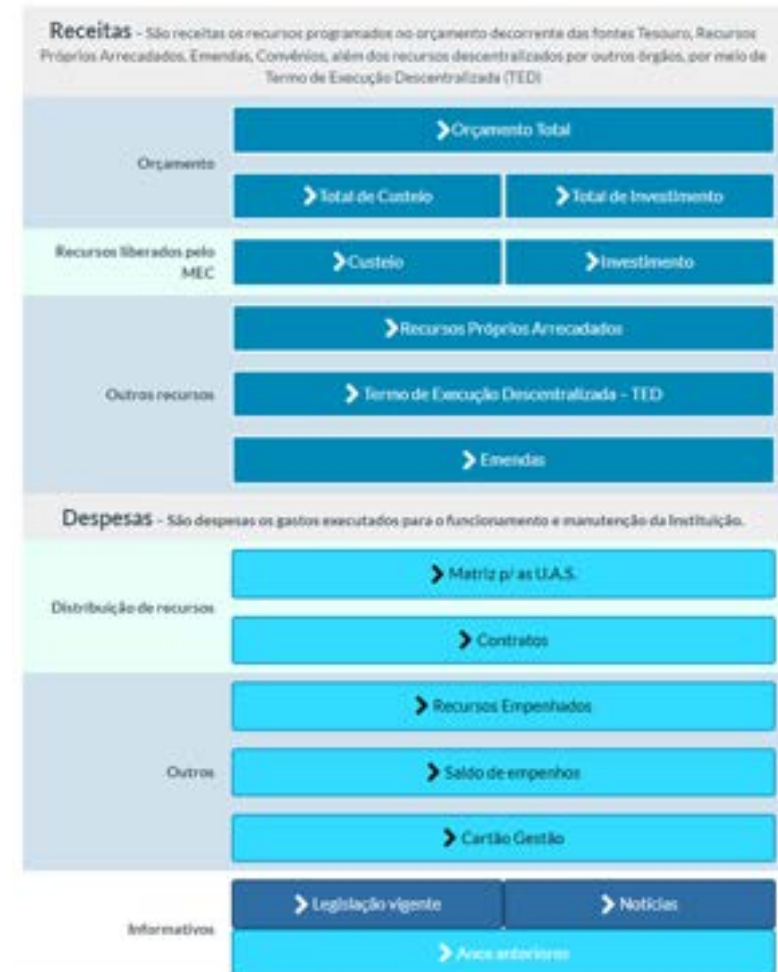 Receitas - São receitas os recursos programados no orçamento decorrente das fontes Tesouro, Recursos
Próprios Arrecadados, Emendas, Convênios, além dos recursos descentralizados por outros órgãos, por meio de
Termo de Execução Descentralizada (TED)
Orçamento
Orçamento Total
Total de Custeio
Total de Investimento
Recursos liberados pelo
MEC
Custeio
Investimento
Outros recursos
Recursos Próprios Arrecadados
Termo de Execução Descentralizada – TED
Emendas
Despesas - São despesas os gastos executados para o funcionamento e manutenção da Instituição.
Distribuição de recursos
Matriz p/ as U.A.S.
Contratos
Outros
Recursos Empenhados
Saldo de empenhos
Cartão Gestão
Informativos
Legislação vigente
Notícias
Anos anteriores